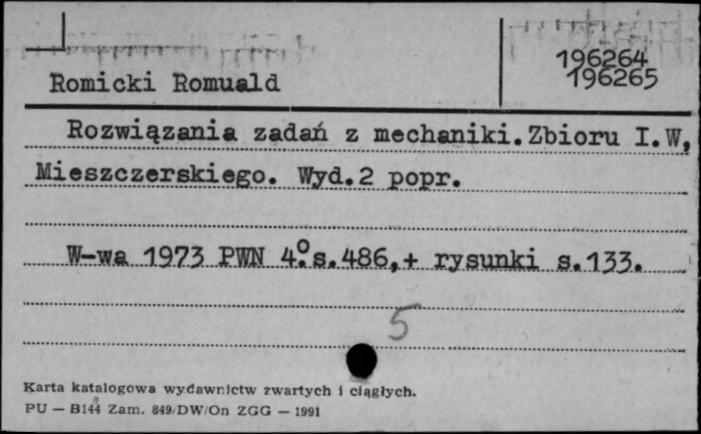 196264
196265
Romicki Romuald
Rozwiązania zadań z mechaniki. Zbioru I.W,
Mieszczerskiego. Wyd.2 popr.
W-wa 1973 PWN 4°.s.486,+ rysunki s.133.
5
Karta katalogowa wydawnictw zwartych i ciągłych.
PU — B144 Zam. 849/DW/On ZGG — 1991